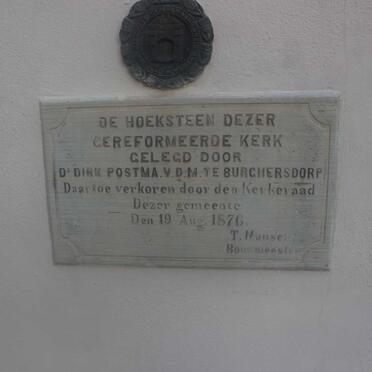 DE HOEKSTEEN DEZER
GEREFORMEERDE KERK
GELEGD DOOR
Ds DIRK POSTMA. V.D.M. TE BURGHERSDORP
Daartoe verkoren door den Kerkeraad
Dezer gemeente
Den 19 Aug. 1876.
T.
Bouwmeester